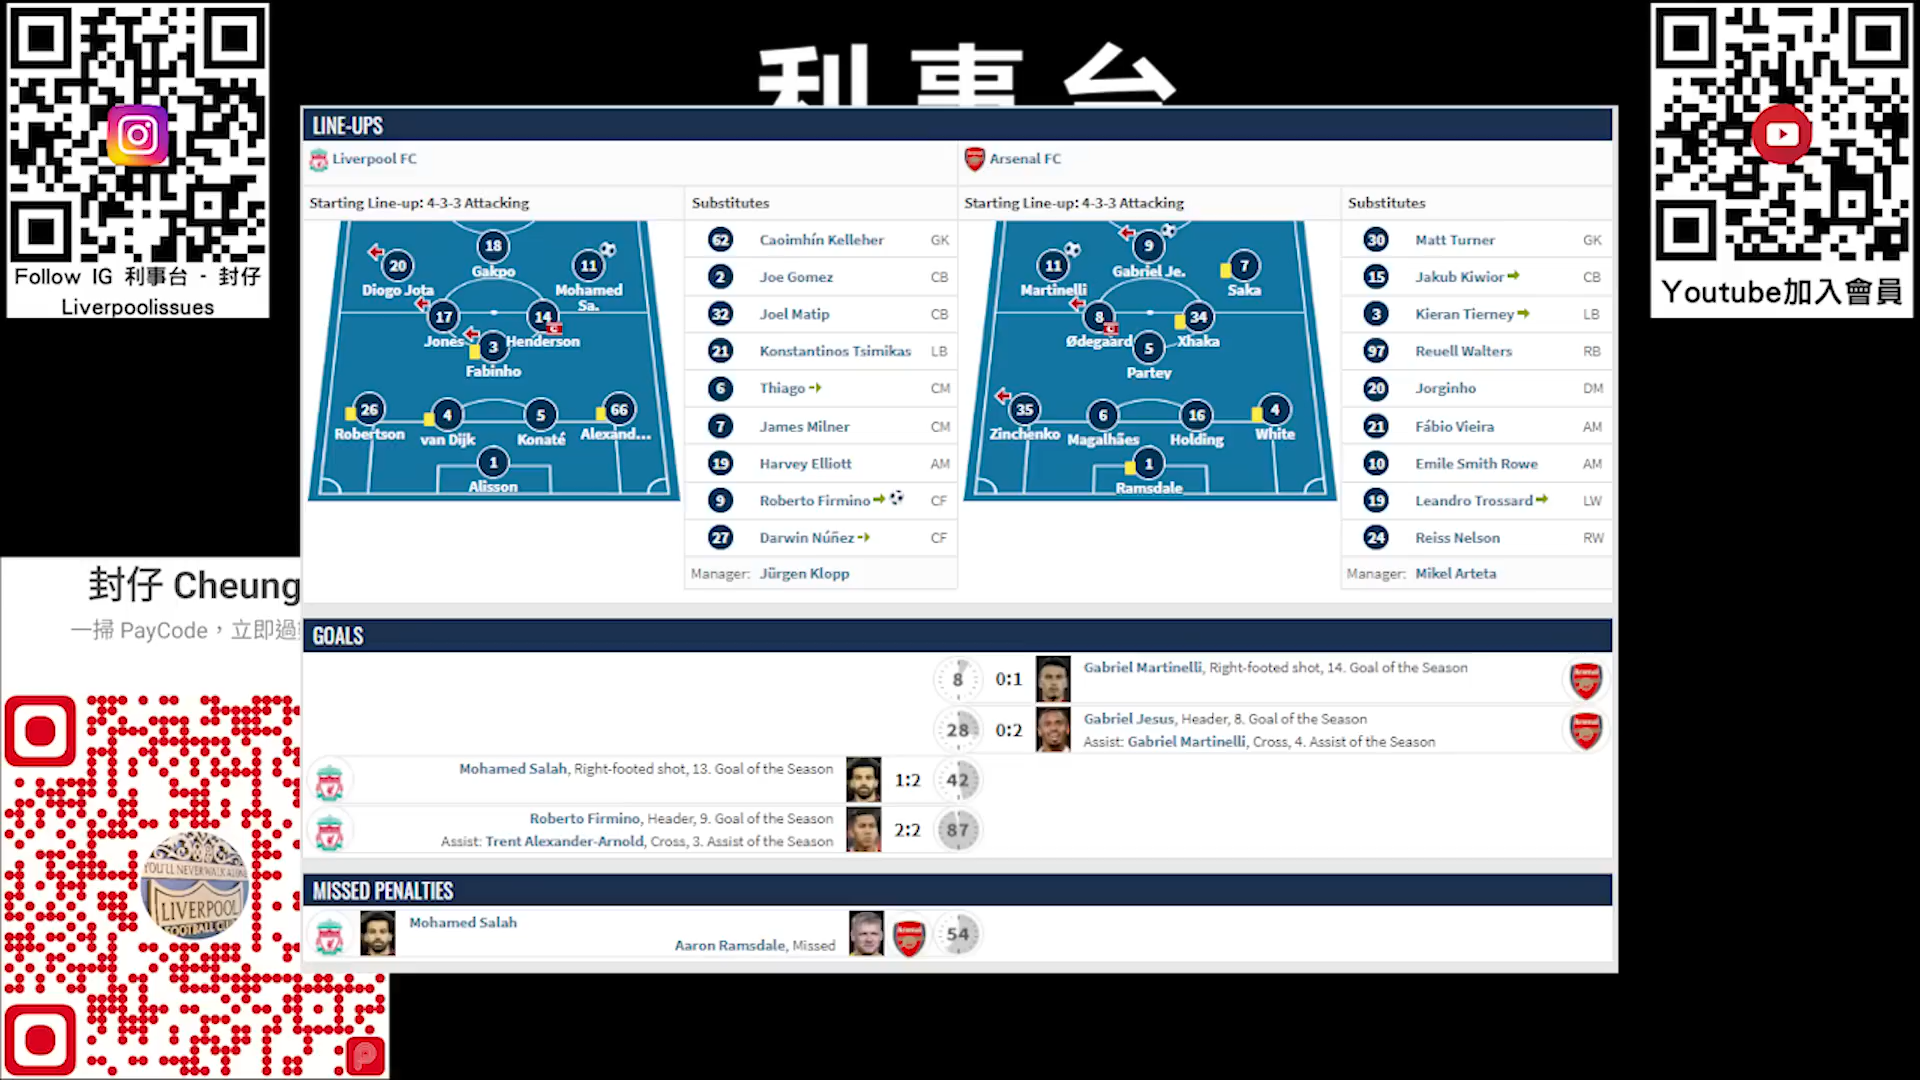 利事台
Follow IG 利事台 - 封仔
Liverpoolissues
Youtube加入會員
封仔 Cheung
一掃 PayCode，立即過
YOU'LL NEVER WALK ALONE
LIVERPOOL
FOOTBALL CLUB
LINE-UPS
Liverpool FC
Starting Line-up: 4-3-3 Attacking
18
Gakpo
20
Diogo Jota
11
Mohamed
Sa.
17
Jones
14
Henderson
3
Fabinho
26
Robertson
4
van Dijk
5
Konaté
66
Alexand...
1
Alisson
Substitutes
62 Caoimhín Kelleher GK
2 Joe Gomez CB
32 Joel Matip CB
21 Konstantinos Tsimikas LB
6 Thiago CM
7 James Milner CM
19 Harvey Elliott AM
9 Roberto Firmino CF
27 Darwin Núñez CF
Manager: Jürgen Klopp
Arsenal FC
Starting Line-up: 4-3-3 Attacking
9
Gabriel Je.
11
Martinelli
7
Saka
8
Ødegaard
34
Xhaka
5
Partey
35
Zinchenko
6
Magalhães
16
Holding
4
White
1
Ramsdale
Substitutes
30 Matt Turner GK
15 Jakub Kiwior CB
3 Kieran Tierney LB
97 Reuell Walters RB
20 Jorginho DM
21 Fábio Vieira AM
10 Emile Smith Rowe AM
19 Leandro Trossard LW
24 Reiss Nelson RW
Manager: Mikel Arteta
GOALS
8 0:1 Gabriel Martinelli, Right-footed shot, 14. Goal of the Season
28 0:2 Gabriel Jesus, Header, 8. Goal of the Season
Assist: Gabriel Martinelli, Cross, 4. Assist of the Season
Mohamed Salah, Right-footed shot, 13. Goal of the Season 1:2 42
Roberto Firmino, Header, 9. Goal of the Season 2:2 87
Assist: Trent Alexander-Arnold, Cross, 3. Assist of the Season
MISSED PENALTIES
Mohamed Salah
Aaron Ramsdale, Missed 54